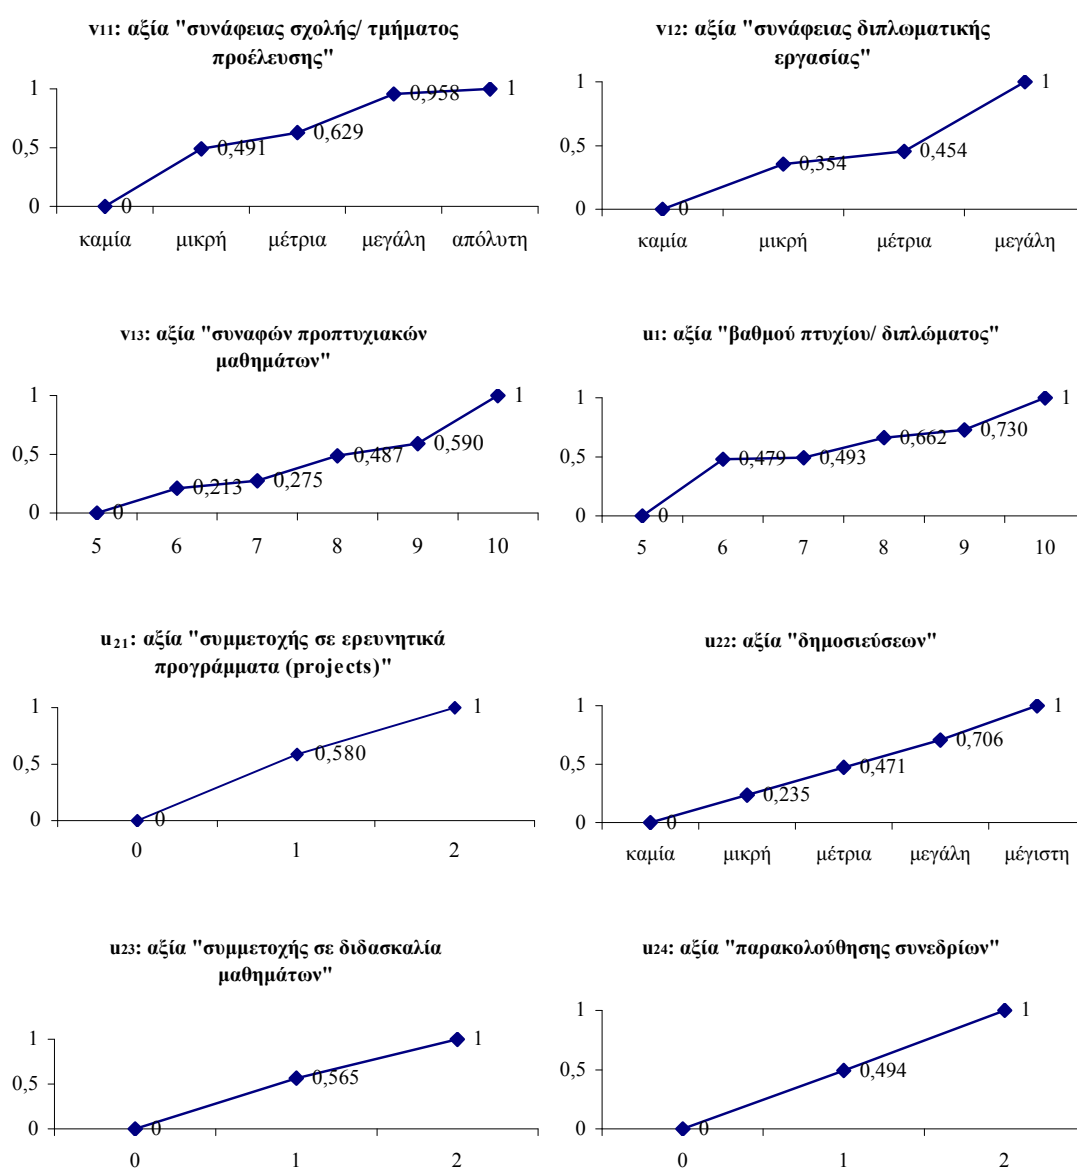 v11: αξία "συνάφειας σχολής/ τμήματος
προέλευσης"
1
0,5
0
0
0,491
0,629
0,958
1
καμία μικρή μέτρια μεγάλη απόλυτη
v12: αξία "συνάφειας διπλωματικής
εργασίας"
1
0,5
0
0
0,354
0,454
1
καμία μικρή μέτρια μεγάλη
v13: αξία "συναφών προπτυχιακών
μαθημάτων"
1
0,5
0
0
0,213
0,275
0,487
0,590
1
5 6 7 8 9 10
u1: αξία "βαθμού πτυχίου/ διπλώματος"
1
0,5
0
0
0,479
0,493
0,662
0,730
1
5 6 7 8 9 10
u21: αξία "συμμετοχής σε ερευνητικά
προγράμματα (projects)"
1
0,5
0
0
0,580
1
0 1 2
u22: αξία "δημοσιεύσεων"
1
0,5
0
0
0,235
0,471
0,706
1
καμία μικρή μέτρια μεγάλη μέγιστη
u23: αξία "συμμετοχής σε διδασκαλία
μαθημάτων"
1
0,5
0
0
0,565
1
0 1 2
u24: αξία "παρακολούθησης συνεδρίων"
1
0,5
0
0
0,494
1
0 1 2